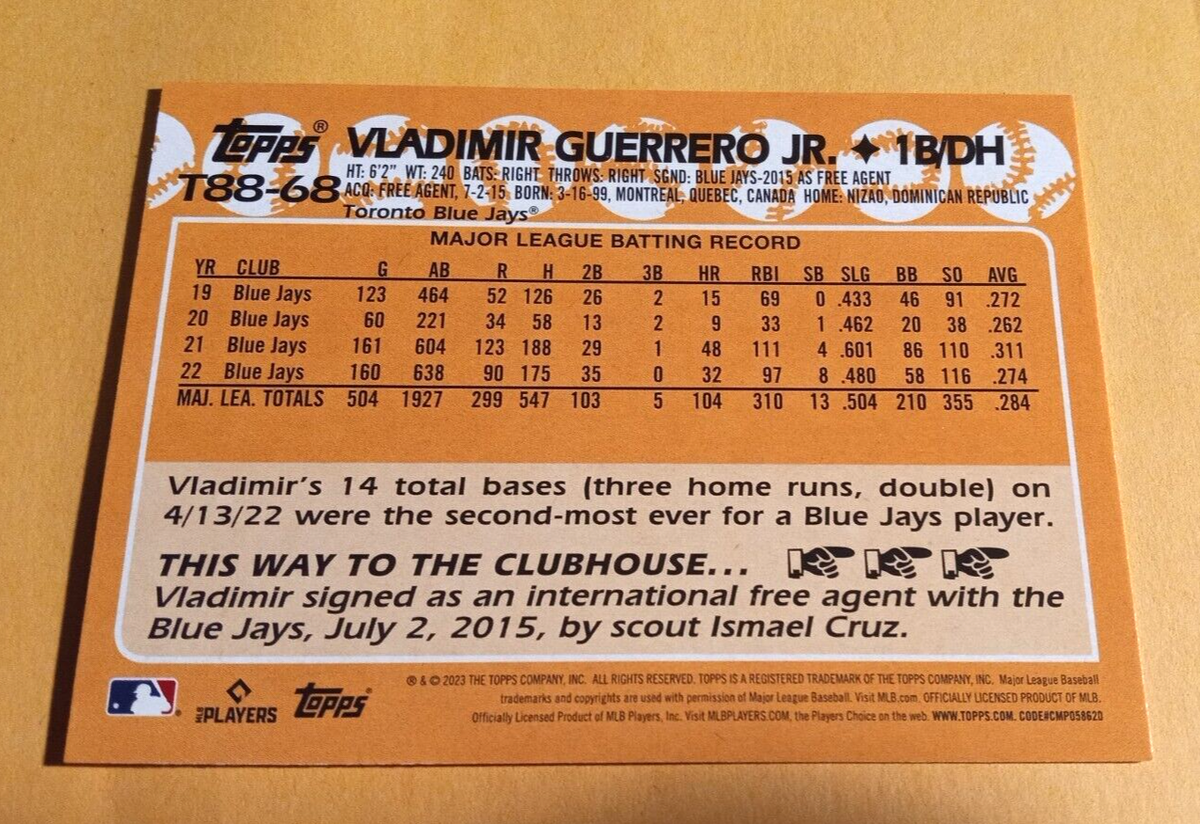 Topps® VLADIMIR GUERRERO JR. ✦ 1B/DH
T88-68 HT: 6'2" WT: 240 BATS: RIGHT THROWS: RIGHT SGND: BLUE JAYS-2015 AS FREE AGENT
ACQ: FREE AGENT, 7-2-15 BORN: 3-16-99, MONTREAL, QUEBEC, CANADA HOME: NIZAO, DOMINICAN REPUBLIC
Toronto Blue Jays®
MAJOR LEAGUE BATTING RECORD
YR CLUB G AB R H 2B 3B HR RBI SB SLG BB SO AVG
19 Blue Jays 123 464 52 126 26 2 15 69 0 .433 46 91 .272
20 Blue Jays 60 221 34 58 13 2 9 33 1 .462 20 38 .262
21 Blue Jays 161 604 123 188 29 1 48 111 4 .601 86 110 .311
22 Blue Jays 160 638 90 175 35 0 32 97 8 .480 58 116 .274
MAJ. LEA. TOTALS 504 1927 299 547 103 5 104 310 13 .504 210 355 .284
Vladimir's 14 total bases (three home runs, double) on
4/13/22 were the second-most ever for a Blue Jays player.
THIS WAY TO THE CLUBHOUSE...
Vladimir signed as an international free agent with the
Blue Jays, July 2, 2015, by scout Ismael Cruz.
® & © 2023 THE TOPPS COMPANY, INC. ALL RIGHTS RESERVED. TOPPS IS A REGISTERED TRADEMARK OF THE TOPPS COMPANY, INC. Major League Baseball
trademarks and copyrights are used with permission of Major League Baseball. Visit MLB.com. OFFICIALLY LICENSED PRODUCT OF MLB.
Officially Licensed Product of MLB Players, Inc. Visit MLBPLAYERS.COM, the Players Choice on the web. WWW.TOPPS.COM. CODE#CMP058620
MLB PLAYERS Topps®